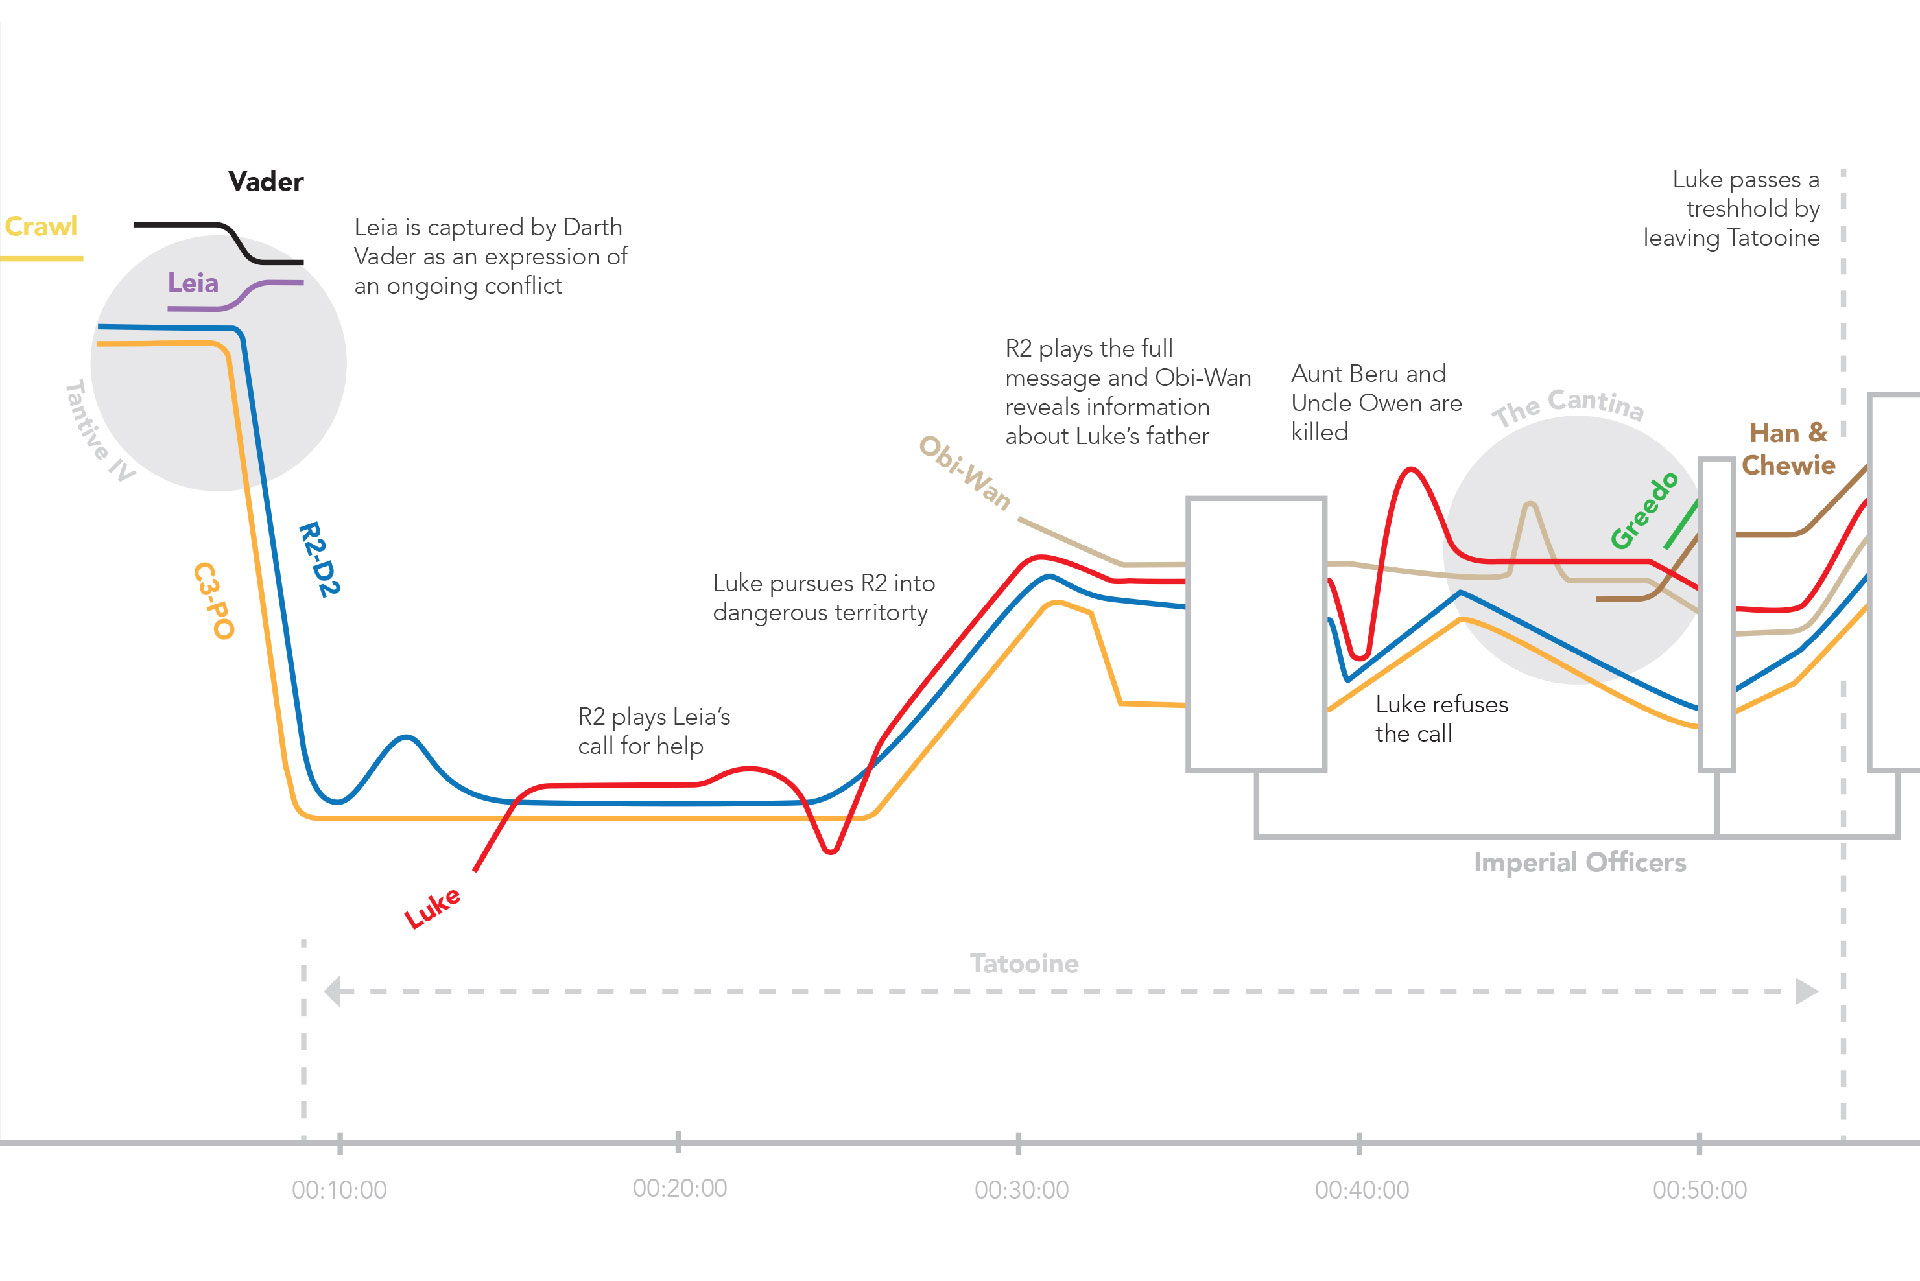 Crawl
Vader
Leia
Tantive IV
Leia is captured by Darth
Vader as an expression of
an ongoing conflict
C3-PO
R2-D2
Luke
R2 plays Leia's
call for help
Luke pursues R2 into
dangerous territorty
Obi-Wan
R2 plays the full
message and Obi-Wan
reveals information
about Luke's father
Aunt Beru and
Uncle Owen are
killed
The Cantina
Greedo
Han &
Chewie
Luke passes a
treshhold by
leaving Tatooine
Luke refuses
the call
Imperial Officers
Tatooine
00:10:00
00:20:00
00:30:00
00:40:00
00:50:00